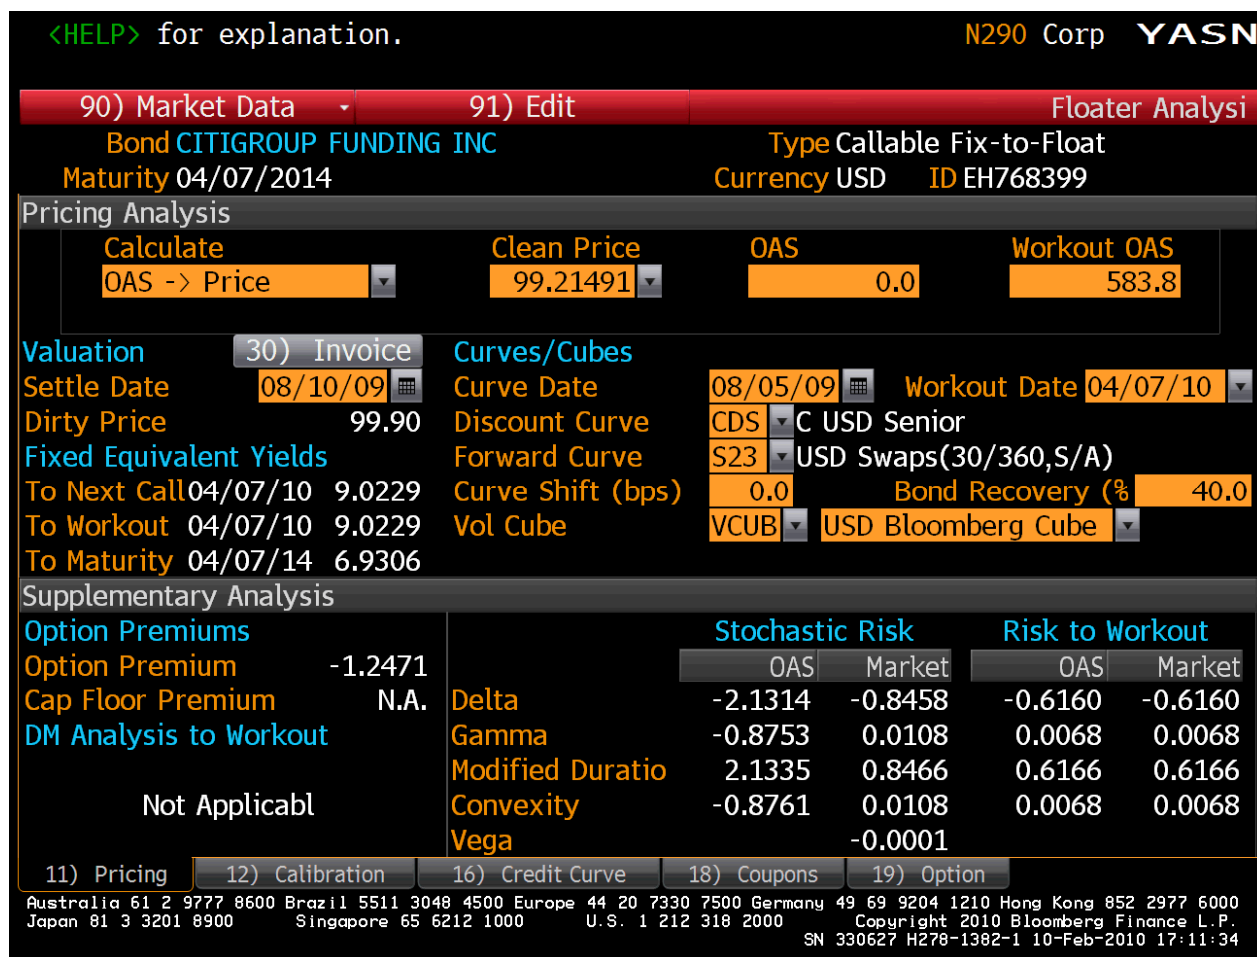 <HELP> for explanation. N290 Corp YASN
90) Market Data 91) Edit Floater Analysi
Bond CITIGROUP FUNDING INC Type Callable Fix-to-Float
Maturity 04/07/2014 Currency USD ID EH768399
Pricing Analysis
Calculate Clean Price OAS Workout OAS
OAS -> Price 99.21491 0.0 583.8
Valuation 30) Invoice Curves/Cubes
Settle Date 08/10/09 Curve Date 08/05/09 Workout Date 04/07/10
Dirty Price 99.90 Discount Curve CDS C USD Senior
Fixed Equivalent Yields Forward Curve S23 USD Swaps(30/360,S/A)
To Next Call 04/07/10 9.0229 Curve Shift (bps) 0.0 Bond Recovery (% 40.0
To Workout 04/07/10 9.0229 Vol Cube VCUB USD Bloomberg Cube
To Maturity 04/07/14 6.9306
Supplementary Analysis
Option Premiums Stochastic Risk Risk to Workout
Option Premium -1.2471 OAS Market OAS Market
Cap Floor Premium N.A. Delta -2.1314 -0.8458 -0.6160 -0.6160
DM Analysis to Workout Gamma -0.8753 0.0108 0.0068 0.0068
Modified Duratio 2.1335 0.8466 0.6166 0.6166
Not Applicabl Convexity -0.8761 0.0108 0.0068 0.0068
Vega -0.0001
11) Pricing 12) Calibration 16) Credit Curve 18) Coupons 19) Option
Australia 61 2 9777 8600 Brazil 5511 3048 4500 Europe 44 20 7330 7500 Germany 49 69 9204 1210 Hong Kong 852 2977 6000
Japan 81 3 3201 8900 Singapore 65 6212 1000 U.S. 1 212 318 2000 Copyright 2010 Bloomberg Finance L.P.
SN 330627 H278-1382-1 10-Feb-2010 17:11:34